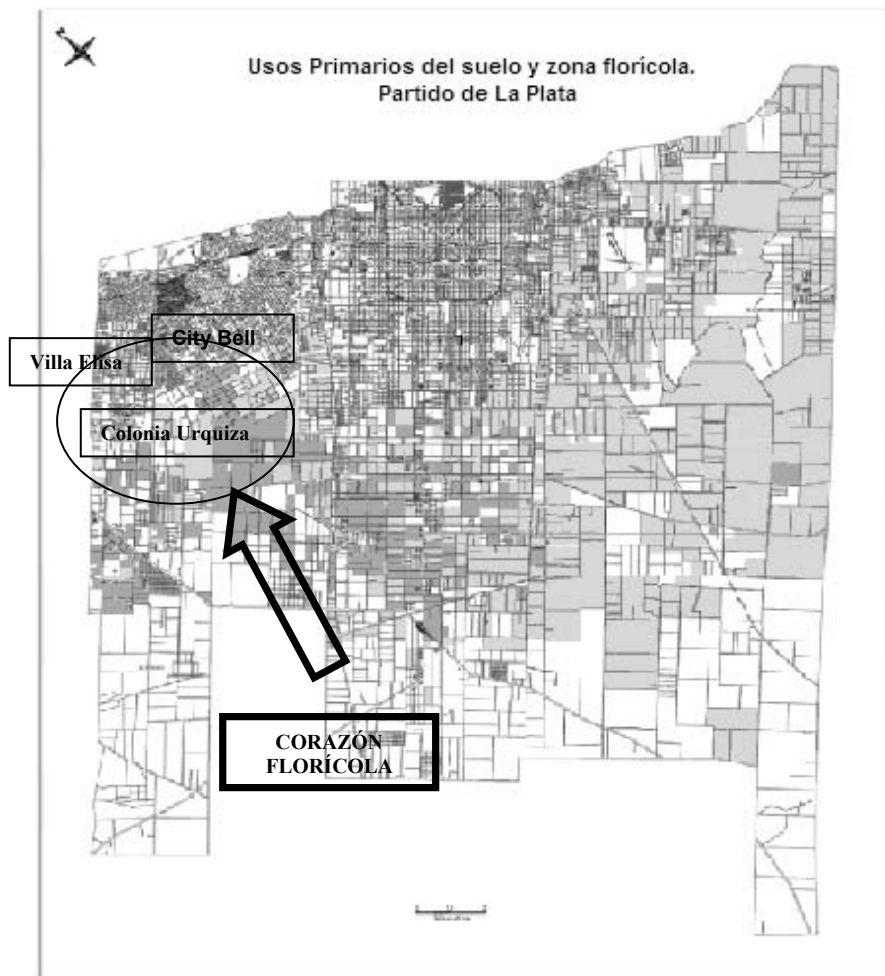 Usos Primarios del suelo y zona florícola.
Partido de La Plata
City Bell
Villa Elisa
Colonia Urquiza
CORAZÓN
FLORÍCOLA